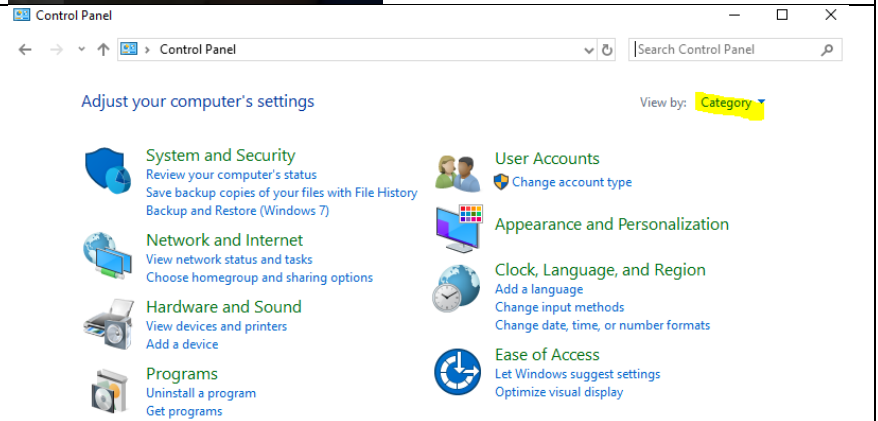 Control Panel
Control Panel
Search Control Panel
Adjust your computer's settings
View by: Category
System and Security
Review your computer's status
Save backup copies of your files with File History
Backup and Restore (Windows 7)
Network and Internet
View network status and tasks
Choose homegroup and sharing options
Hardware and Sound
View devices and printers
Add a device
Programs
Uninstall a program
Get programs
User Accounts
Change account type
Appearance and Personalization
Clock, Language, and Region
Add a language
Change input methods
Change date, time, or number formats
Ease of Access
Let Windows suggest settings
Optimize visual display